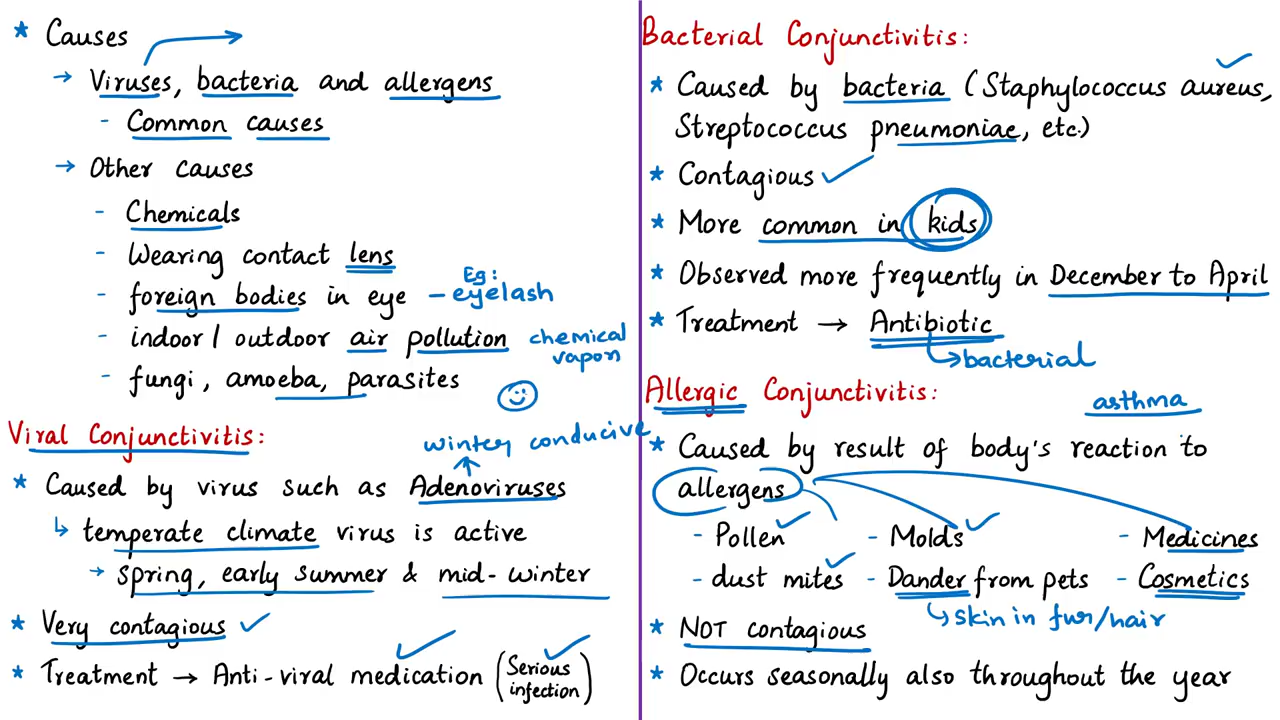 * Causes
→ Viruses, bacteria and allergens
- Common causes
→ Other causes
- Chemicals
- Wearing contact lens
- foreign bodies in eye – Eg: eyelash
- indoor / outdoor air pollution chemical vapor
- fungi, amoeba, parasites
Viral Conjunctivitis:
winter conducive
* Caused by virus such as Adenoviruses
↳ temperate climate virus is active
→ spring, early summer & mid-winter
* Very contagious ✓
* Treatment → Anti-viral medication (Serious infection)
Bacterial Conjunctivitis:
* Caused by bacteria (Staphylococcus aureus,
Streptococcus pneumoniae, etc.)
* Contagious ✓
* More common in kids
* Observed more frequently in December to April
* Treatment → Antibiotic
↳ bacterial
Allergic Conjunctivitis:
asthma
* Caused by result of body's reaction to
allergens
- Pollen ✓ - Molds ✓ - Medicines
- dust mites ✓ - Dander from pets - Cosmetics
↳ skin in fur/hair
* NOT contagious
* Occurs seasonally also throughout the year